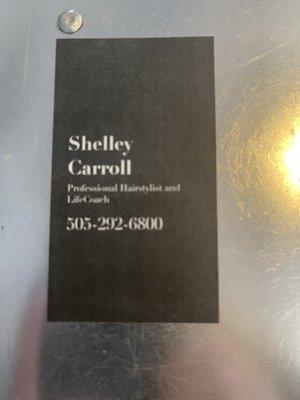 Shelley
Carroll
Professional Hairstylist and
LifeCoach
505-292-6800